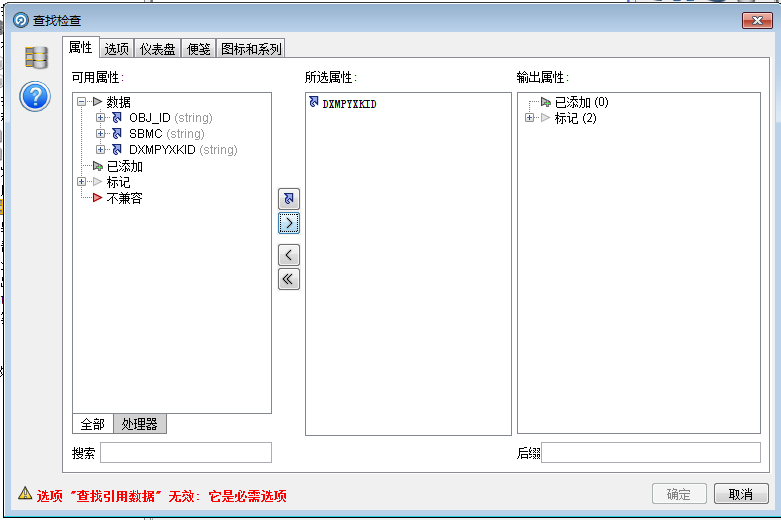 查找检查
属性 选项 仪表盘 便笺 图标和系列
可用属性: 所选属性: 输出属性:
数据
OBJ_ID (string)
SBMC (string)
DXMPYXKID (string)
已添加
标记
不兼容
DXMPYXKID
已添加 (0)
标记 (2)
全部 处理器
搜索
后缀
选项 "查找引用数据" 无效: 它是必需选项
确定 取消